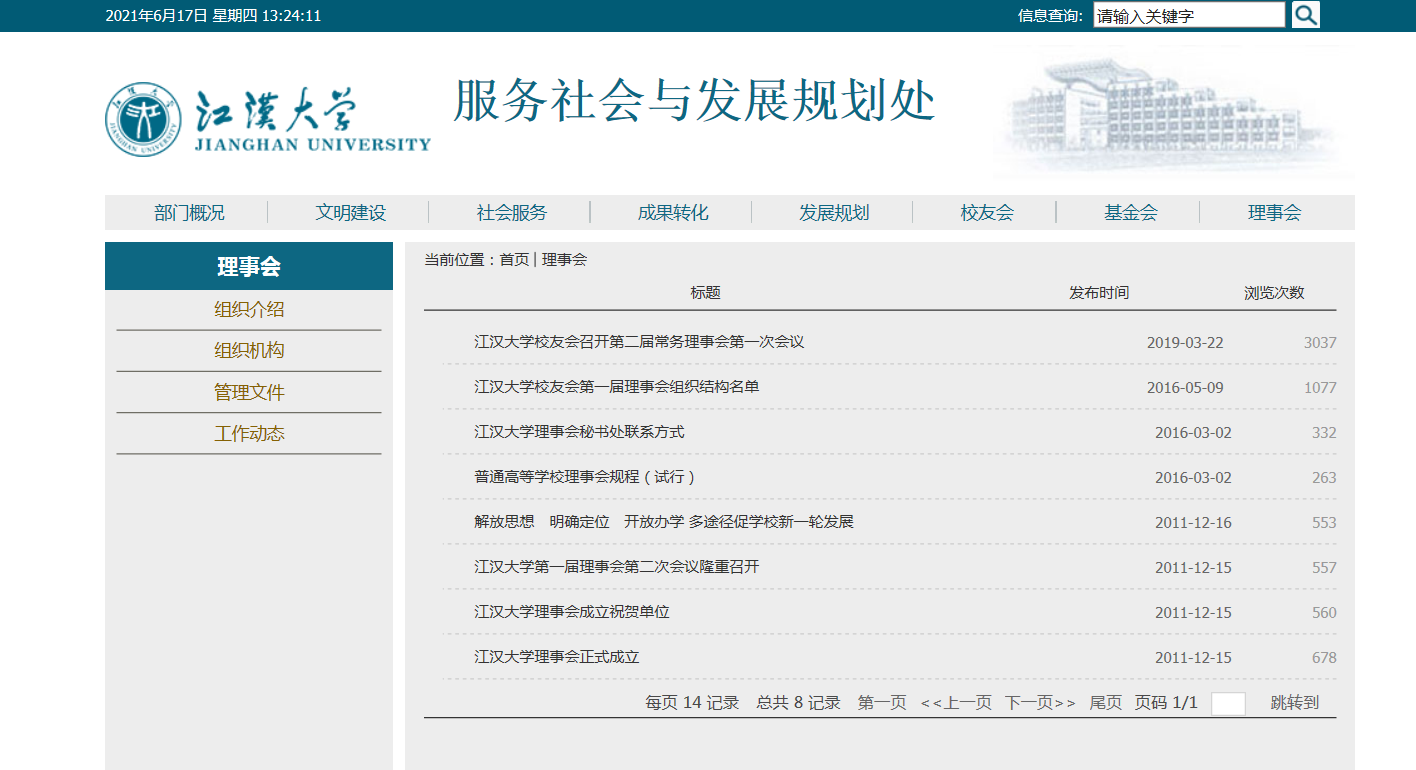 2021年6月17日 星期四 13:24:11
信息查询:
请输入关键字
江漢大学
JIANGHAN UNIVERSITY
服务社会与发展规划处
部门概况 文明建设 社会服务 成果转化 发展规划 校友会 基金会 理事会
理事会
组织介绍
组织机构
管理文件
工作动态
当前位置：首页 | 理事会
标题 发布时间 浏览次数
江汉大学校友会召开第二届常务理事会第一次会议 2019-03-22 3037
江汉大学校友会第一届理事会组织结构名单 2016-05-09 1077
江汉大学理事会秘书处联系方式 2016-03-02 332
普通高等学校理事会规程（试行） 2016-03-02 263
解放思想　明确定位　开放办学 多途径促学校新一轮发展 2011-12-16 553
江汉大学第一届理事会第二次会议隆重召开 2011-12-15 557
江汉大学理事会成立祝贺单位 2011-12-15 560
江汉大学理事会正式成立 2011-12-15 678
每页 14 记录 总共 8 记录 第一页 <<上一页 下一页>> 尾页 页码 1/1 跳转到